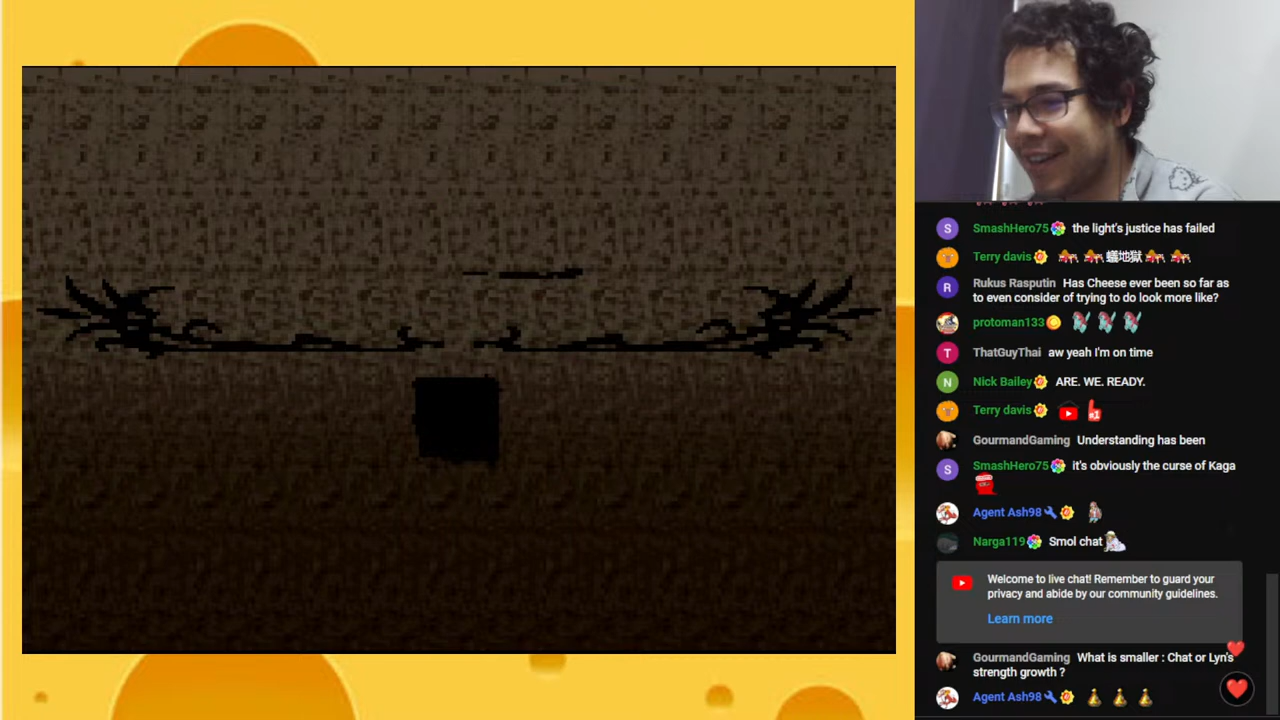 SmashHero75 the light's justice has failed
Terry davis 蟻地獄
Rukus Rasputin Has Cheese ever been so far as
to even consider of trying to do look more like?
protoman133
ThatGuyThai aw yeah I'm on time
Nick Bailey ARE. WE. READY.
Terry davis
GourmandGaming Understanding has been
SmashHero75 it's obviously the curse of Kaga
Agent Ash98
Narga119 Smol chat
Welcome to live chat! Remember to guard your
privacy and abide by our community guidelines.
Learn more
GourmandGaming What is smaller : Chat or Lyn's
strength growth ?
Agent Ash98